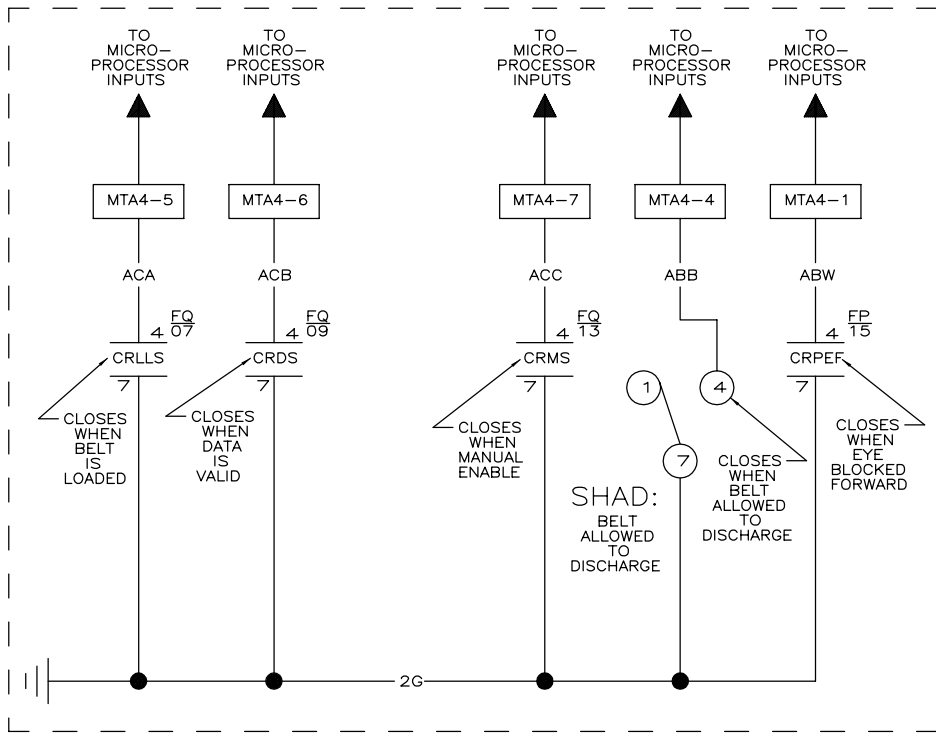 TO
MICRO-
PROCESSOR
INPUTS
TO
MICRO-
PROCESSOR
INPUTS
TO
MICRO-
PROCESSOR
INPUTS
TO
MICRO-
PROCESSOR
INPUTS
TO
MICRO-
PROCESSOR
INPUTS
MTA4-5
MTA4-6
MTA4-7
MTA4-4
MTA4-1
ACA
ACB
ACC
ABB
ABW
4 FQ
07
CRLLS
7
CLOSES
WHEN
BELT
IS
LOADED
4 FQ
09
CRDS
7
CLOSES
WHEN
DATA
IS
VALID
4 FQ
13
CRMS
7
CLOSES
WHEN
MANUAL
ENABLE
1
4
7
SHAD:
BELT
ALLOWED
TO
DISCHARGE
CLOSES
WHEN
BELT
ALLOWED
TO
DISCHARGE
4 FP
15
CRPEF
7
CLOSES
WHEN
EYE
BLOCKED
FORWARD
2G